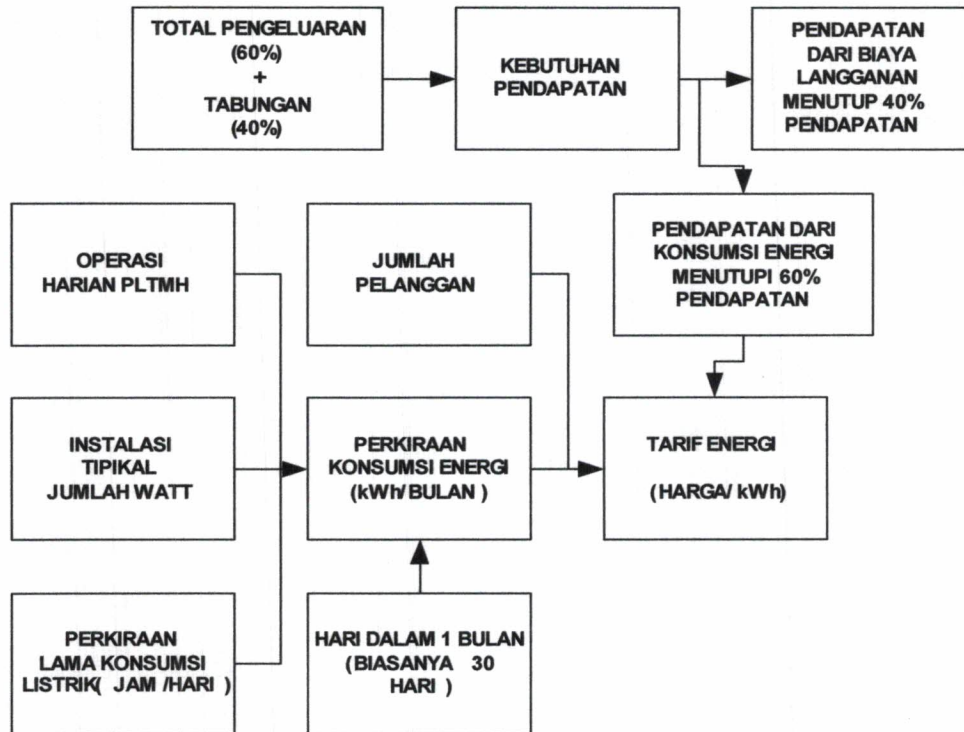 TOTAL PENGELUARAN
(60%)
+
TABUNGAN
(40%)
KEBUTUHAN
PENDAPATAN
PENDAPATAN
DARI BIAYA
LANGGANAN
MENUTUP 40%
PENDAPATAN
OPERASI
HARIAN PLTMH
JUMLAH
PELANGGAN
PENDAPATAN DARI
KONSUMSI ENERGI
MENUTUPI 60%
PENDAPATAN
INSTALASI
TIPIKAL
JUMLAH WATT
PERKIRAAN
KONSUMSI ENERGI
(kWh/BULAN )
TARIF ENERGI
(HARGA/ kWh)
PERKIRAAN
LAMA KONSUMSI
LISTRIK( JAM /HARI )
HARI DALAM 1 BULAN
(BIASANYA 30
HARI )